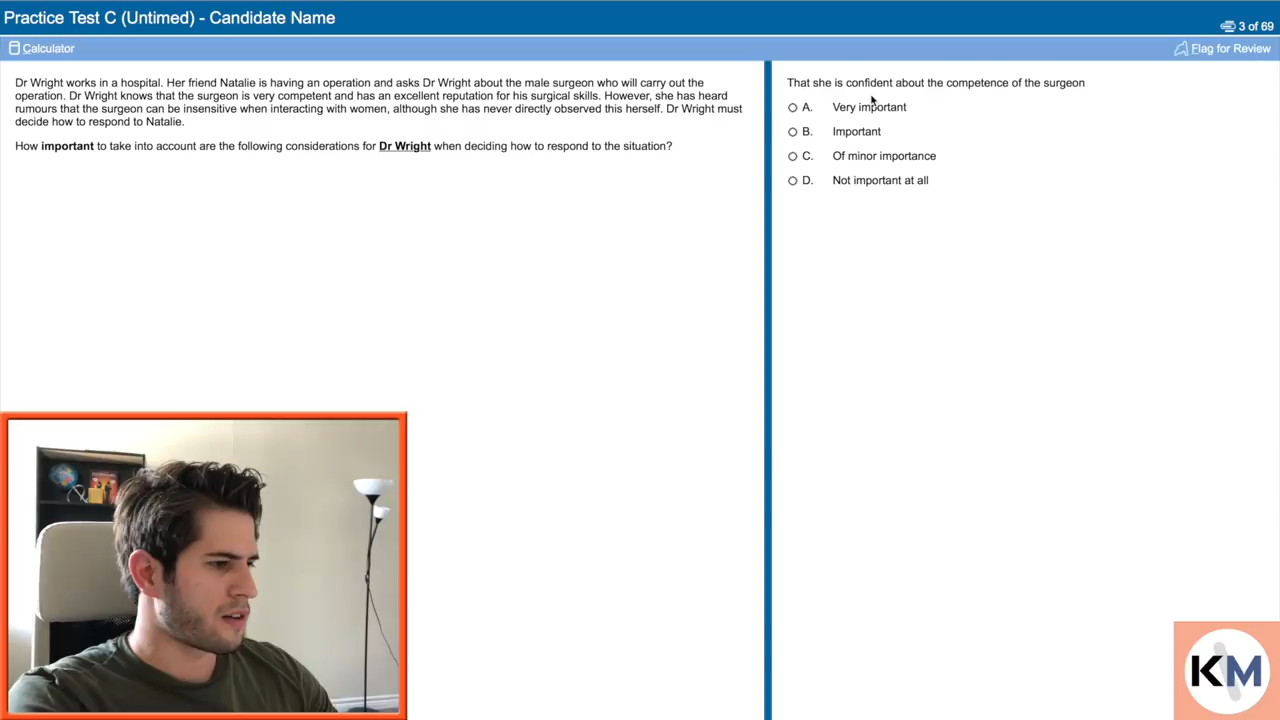 Practice Test C (Untimed) - Candidate Name
3 of 69
Calculator
Flag for Review
Dr Wright works in a hospital. Her friend Natalie is having an operation and asks Dr Wright about the male surgeon who will carry out the
operation. Dr Wright knows that the surgeon is very competent and has an excellent reputation for his surgical skills. However, she has heard
rumours that the surgeon can be insensitive when interacting with women, although she has never directly observed this herself. Dr Wright must
decide how to respond to Natalie.
How important to take into account are the following considerations for Dr Wright when deciding how to respond to the situation?
That she is confident about the competence of the surgeon
A. Very important
B. Important
C. Of minor importance
D. Not important at all
KM